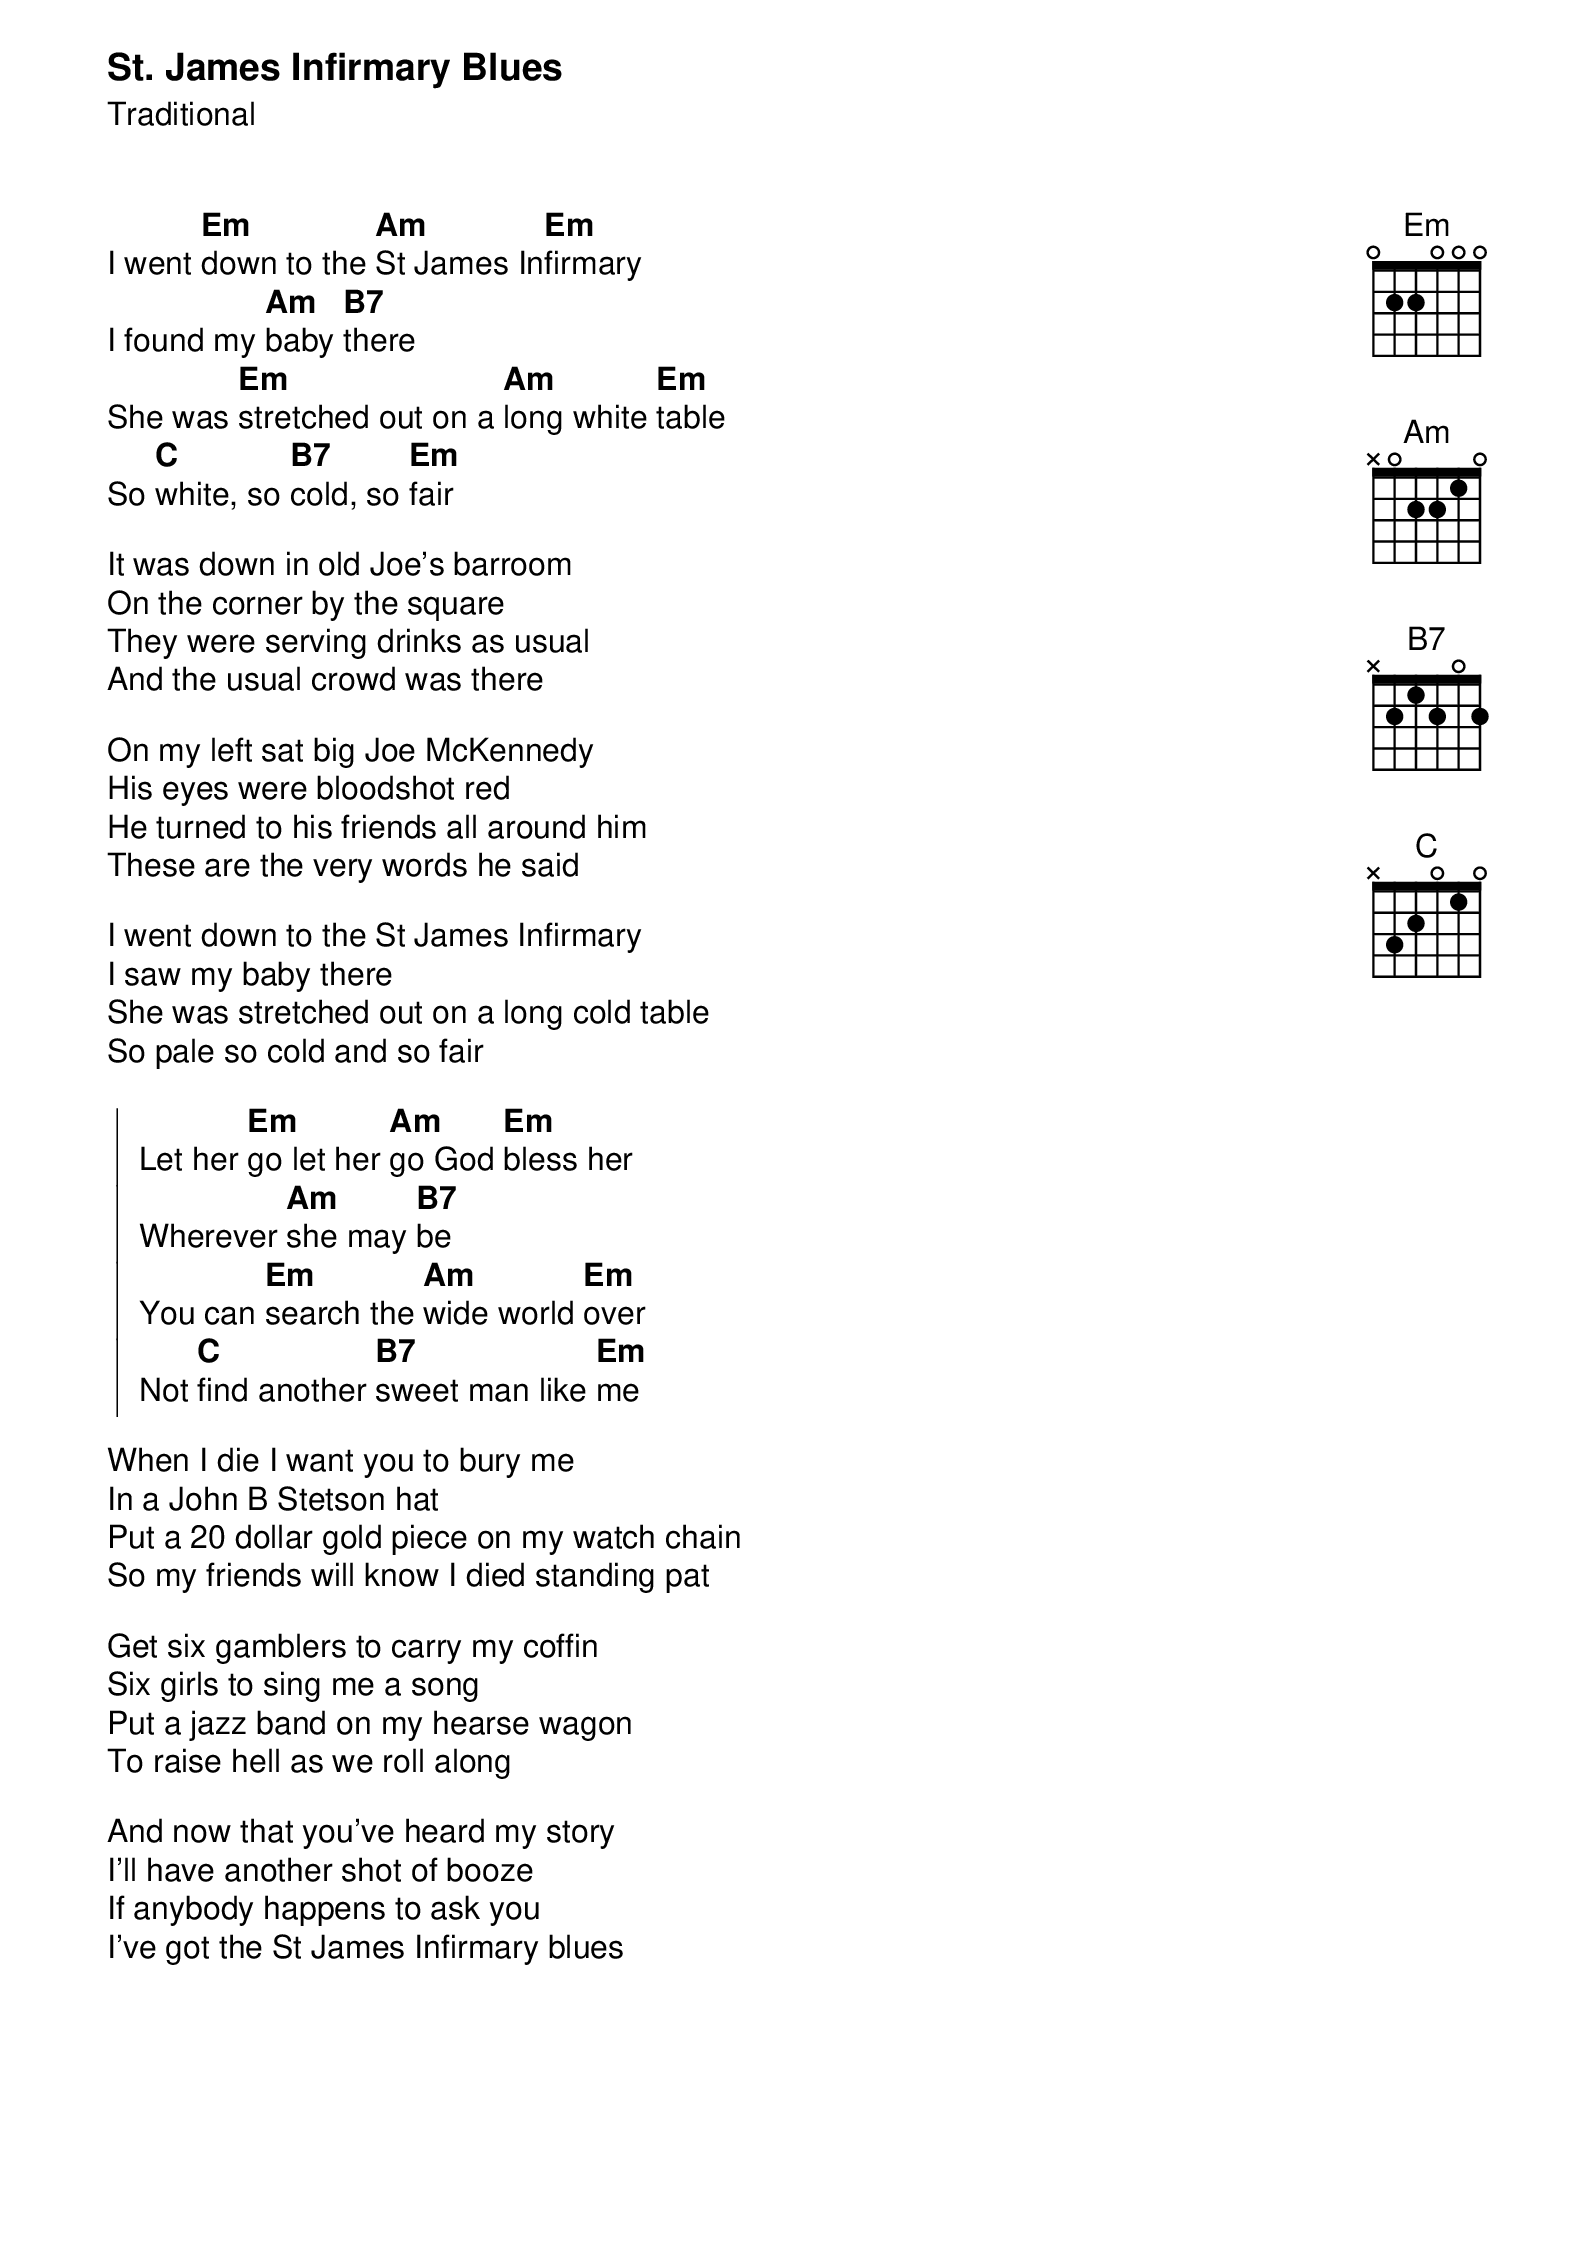 St. James Infirmary Blues
Traditional
Em Am Em
I went down to the St James Infirmary
Am B7
I found my baby there
Em Am Em
She was stretched out on a long white table
C B7 Em
So white, so cold, so fair
It was down in old Joe’s barroom
On the corner by the square
They were serving drinks as usual
And the usual crowd was there
On my left sat big Joe McKennedy
His eyes were bloodshot red
He turned to his friends all around him
These are the very words he said
I went down to the St James Infirmary
I saw my baby there
She was stretched out on a long cold table
So pale so cold and so fair
Em Am Em
Let her go let her go God bless her
Am B7
Wherever she may be
Em Am Em
You can search the wide world over
C B7 Em
Not find another sweet man like me
When I die I want you to bury me
In a John B Stetson hat
Put a 20 dollar gold piece on my watch chain
So my friends will know I died standing pat
Get six gamblers to carry my coffin
Six girls to sing me a song
Put a jazz band on my hearse wagon
To raise hell as we roll along
And now that you’ve heard my story
I’ll have another shot of booze
If anybody happens to ask you
I’ve got the St James Infirmary blues
Em
Am
B7
C